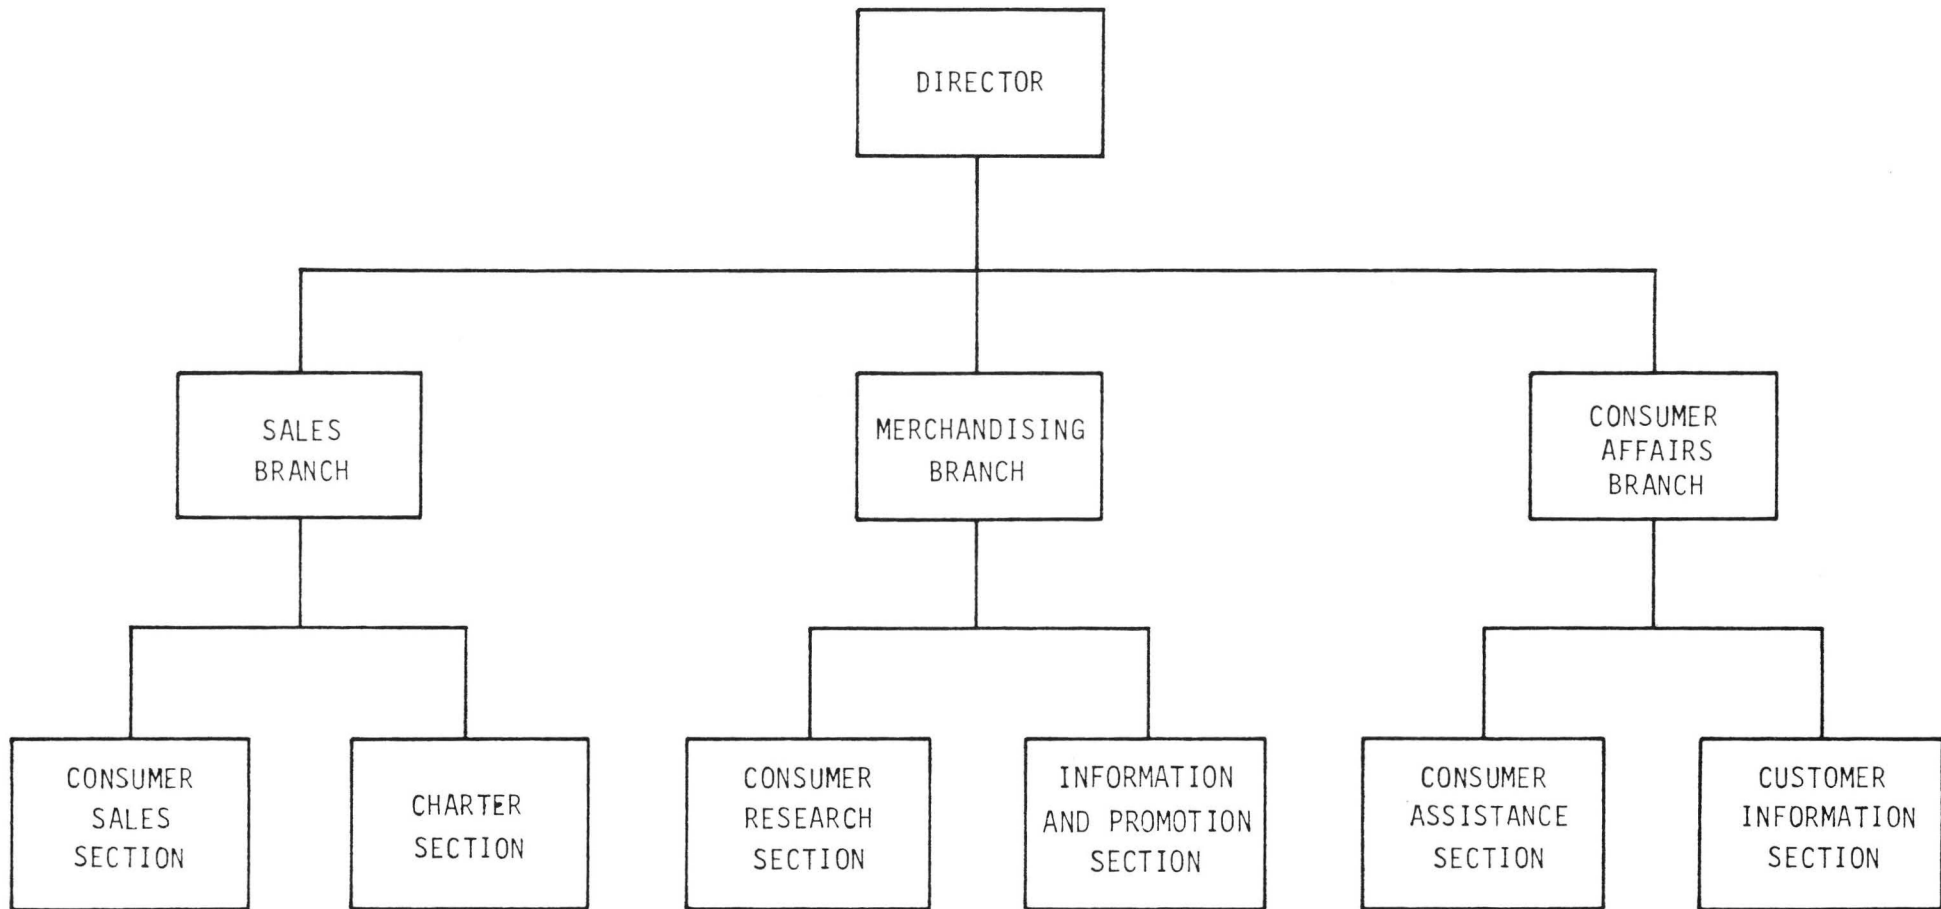 DIRECTOR
SALES
BRANCH
MERCHANDISING
BRANCH
CONSUMER
AFFAIRS
BRANCH
CONSUMER
SALES
SECTION
CHARTER
SECTION
CONSUMER
RESEARCH
SECTION
INFORMATION
AND PROMOTION
SECTION
CONSUMER
ASSISTANCE
SECTION
CUSTOMER
INFORMATION
SECTION